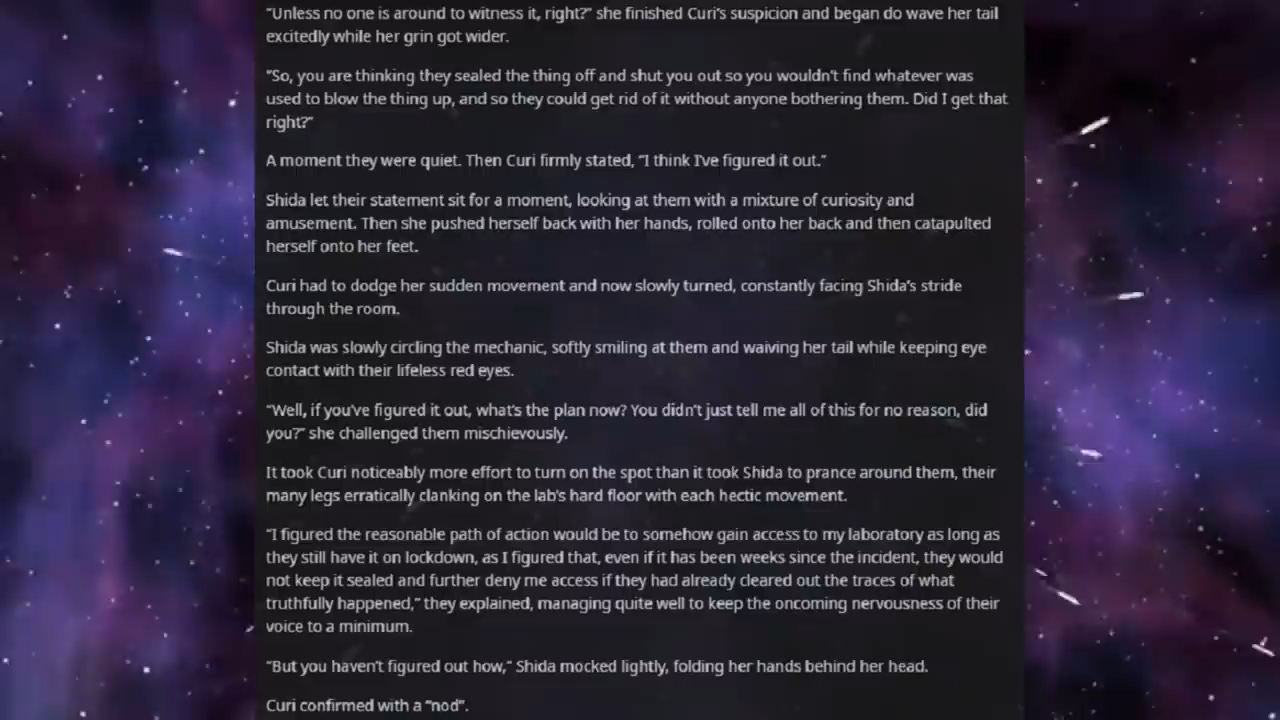 “Unless no one is around to witness it, right?” she finished Curi’s suspicion and began do wave her tail
excitedly while her grin got wider.
“So, you are thinking they sealed the thing off and shut you out so you wouldn’t find whatever was
used to blow the thing up, and so they could get rid of it without anyone bothering them. Did I get that
right?”
A moment they were quiet. Then Curi firmly stated, “I think I’ve figured it out.”
Shida let their statement sit for a moment, looking at them with a mixture of curiosity and
amusement. Then she pushed herself back with her hands, rolled onto her back and then catapulted
herself onto her feet.
Curi had to dodge her sudden movement and now slowly turned, constantly facing Shida’s stride
through the room.
Shida was slowly circling the mechanic, softly smiling at them and waiving her tail while keeping eye
contact with their lifeless red eyes.
“Well, if you’ve figured it out, what’s the plan now? You didn’t just tell me all of this for no reason, did
you?” she challenged them mischievously.
It took Curi noticeably more effort to turn on the spot than it took Shida to prance around them, their
many legs erratically clanking on the lab’s hard floor with each hectic movement.
“I figured the reasonable path of action would be to somehow gain access to my laboratory as long as
they still have it on lockdown, as I figured that, even if it has been weeks since the incident, they would
not keep it sealed and further deny me access if they had already cleared out the traces of what
truthfully happened,” they explained, managing quite well to keep the oncoming nervousness of their
voice to a minimum.
“But you haven’t figured out how,” Shida mocked lightly, folding her hands behind her head.
Curi confirmed with a “nod”.